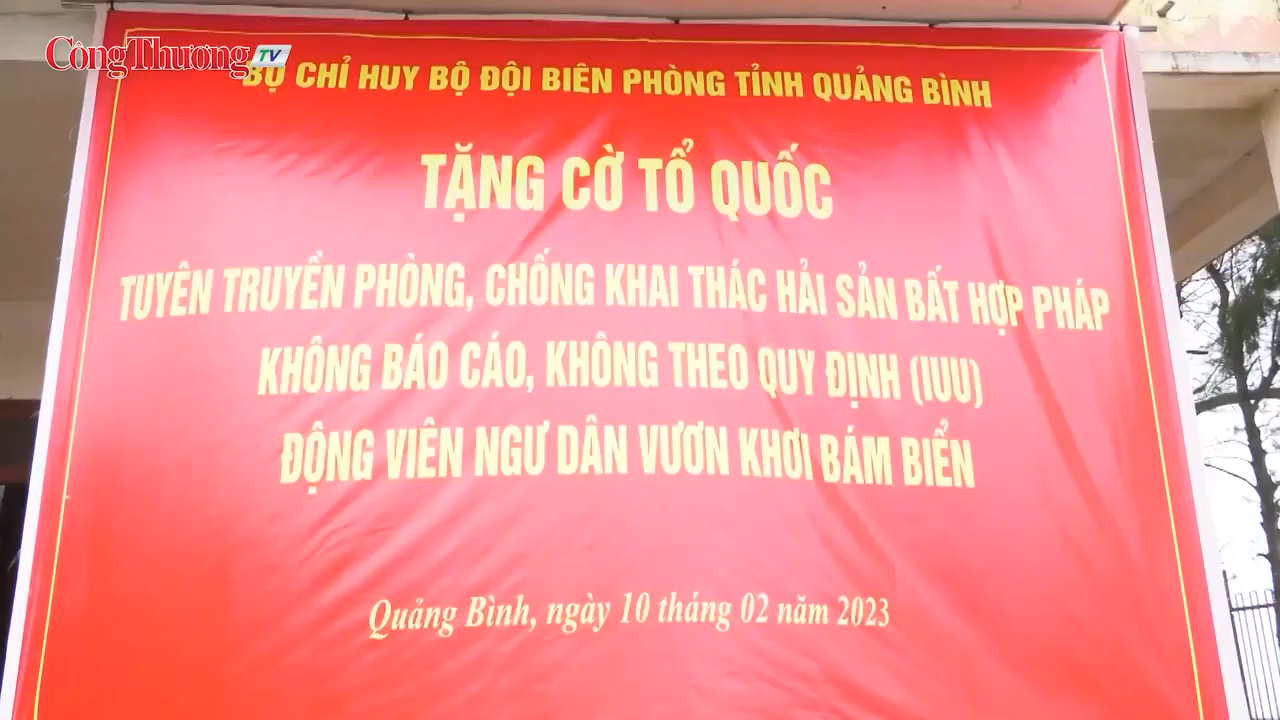 CôngThương TV
BỘ CHỈ HUY BỘ ĐỘI BIÊN PHÒNG TỈNH QUẢNG BÌNH
TẶNG CỜ TỔ QUỐC
TUYÊN TRUYỀN PHÒNG, CHỐNG KHAI THÁC HẢI SẢN BẤT HỢP PHÁP
KHÔNG BÁO CÁO, KHÔNG THEO QUY ĐỊNH (IUU)
ĐỘNG VIÊN NGƯ DÂN VƯƠN KHƠI BÁM BIỂN
Quảng Bình, ngày 10 tháng 02 năm 2023